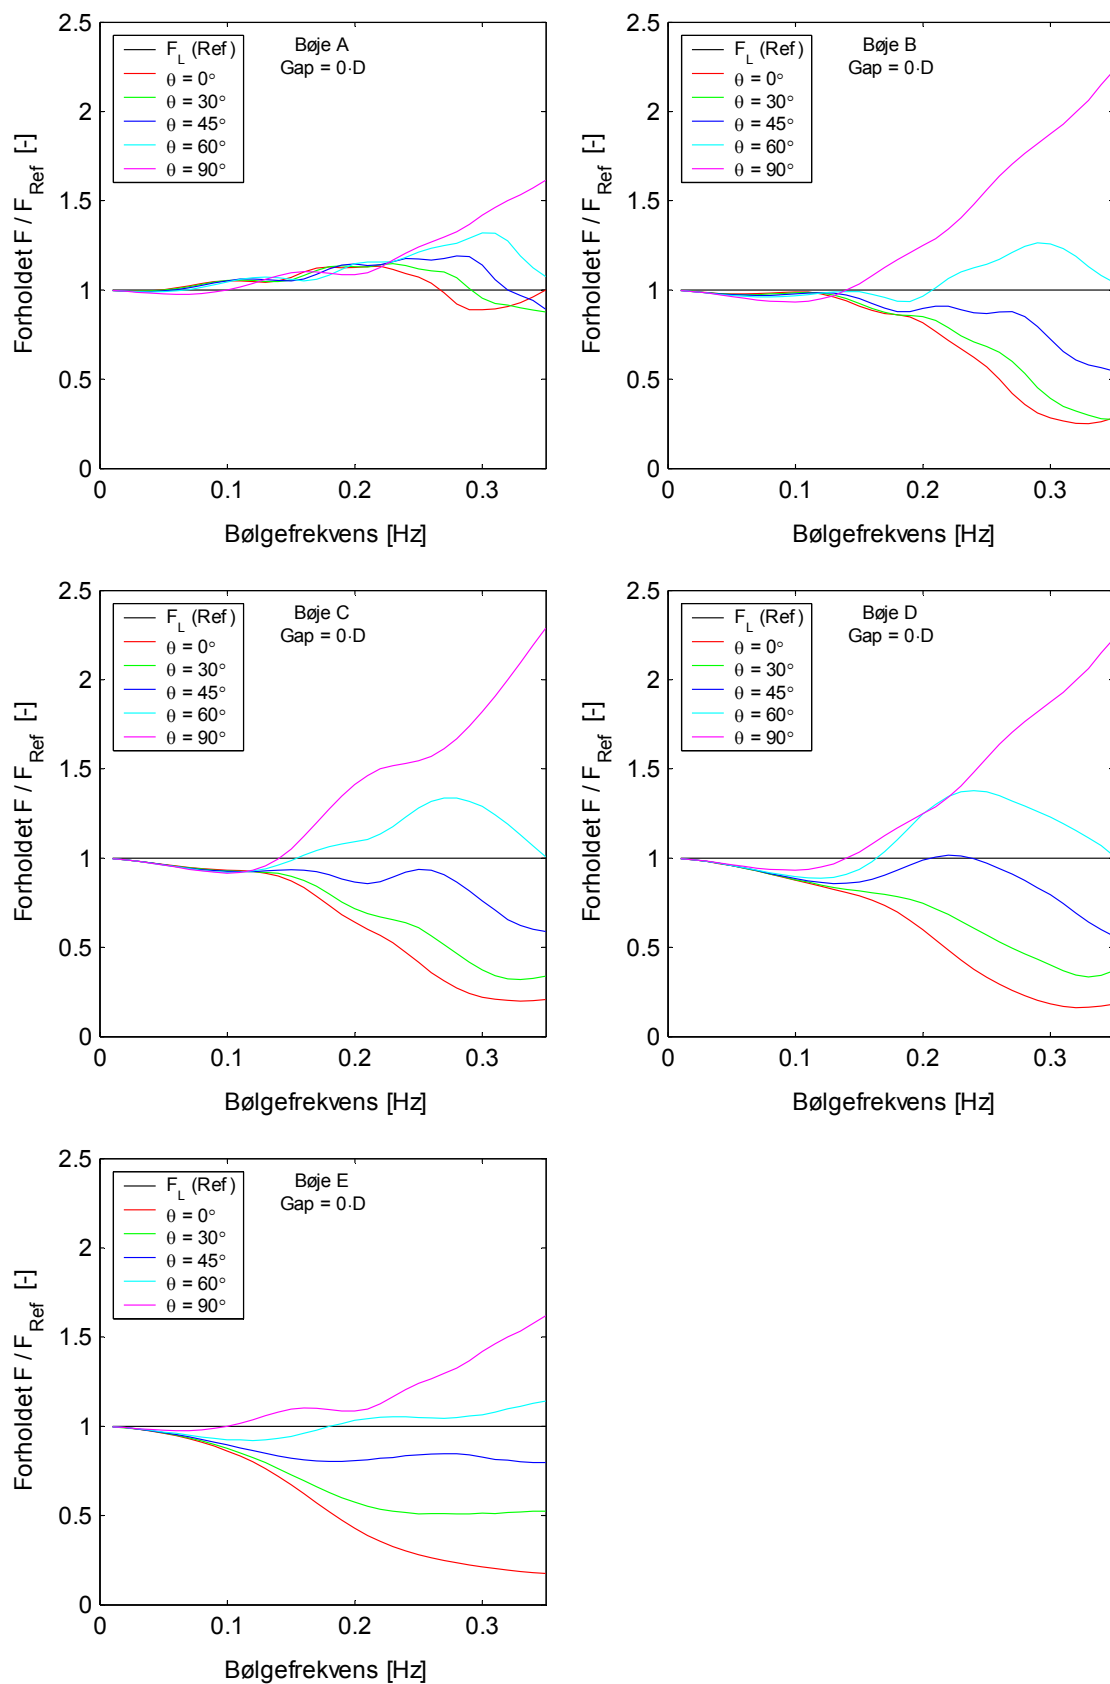 2.5
2
1.5
1
0.5
0
0
0.1
0.2
0.3
Forholdet F / F_Ref [-]
Bølgefrekvens [Hz]
Bøje A
Gap = 0·D
F_L (Ref)
θ = 0°
θ = 30°
θ = 45°
θ = 60°
θ = 90°
2.5
2
1.5
1
0.5
0
0
0.1
0.2
0.3
Forholdet F / F_Ref [-]
Bølgefrekvens [Hz]
Bøje B
Gap = 0·D
F_L (Ref)
θ = 0°
θ = 30°
θ = 45°
θ = 60°
θ = 90°
2.5
2
1.5
1
0.5
0
0
0.1
0.2
0.3
Forholdet F / F_Ref [-]
Bølgefrekvens [Hz]
Bøje C
Gap = 0·D
F_L (Ref)
θ = 0°
θ = 30°
θ = 45°
θ = 60°
θ = 90°
2.5
2
1.5
1
0.5
0
0
0.1
0.2
0.3
Forholdet F / F_Ref [-]
Bølgefrekvens [Hz]
Bøje D
Gap = 0·D
F_L (Ref)
θ = 0°
θ = 30°
θ = 45°
θ = 60°
θ = 90°
2.5
2
1.5
1
0.5
0
0
0.1
0.2
0.3
Forholdet F / F_Ref [-]
Bølgefrekvens [Hz]
Bøje E
Gap = 0·D
F_L (Ref)
θ = 0°
θ = 30°
θ = 45°
θ = 60°
θ = 90°